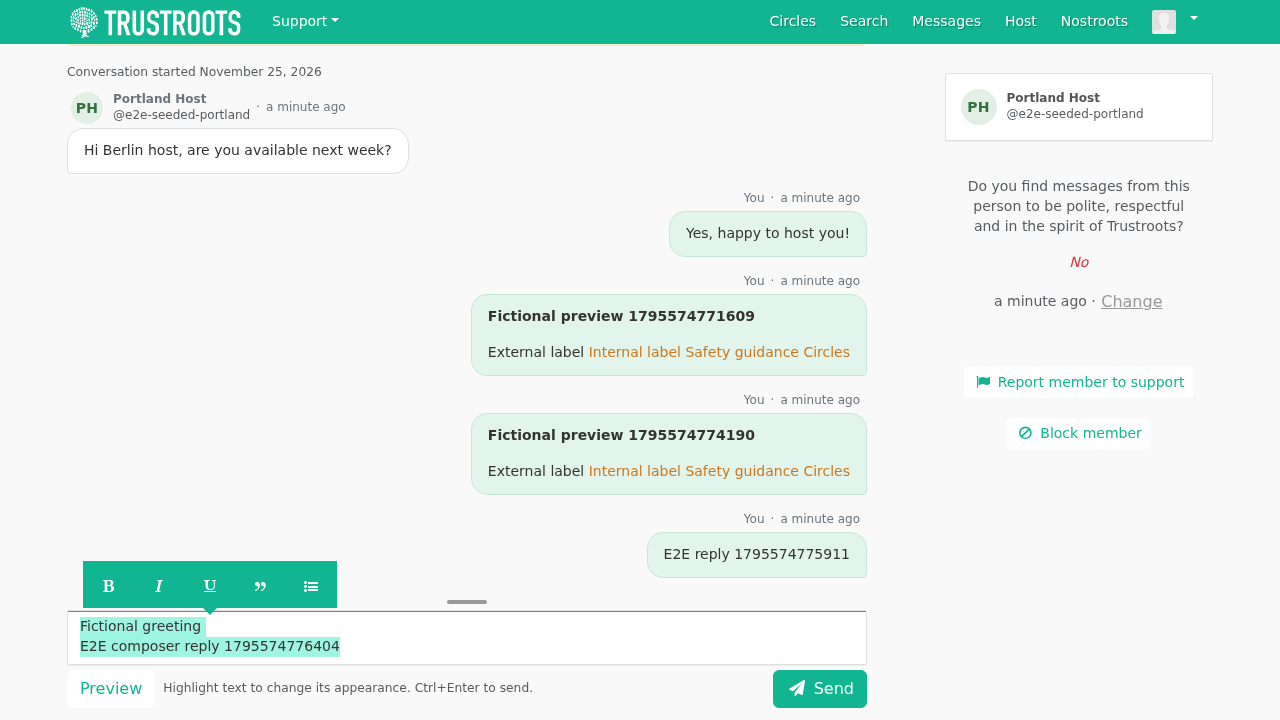 TRUSTROOTS
Support
Circles
Search
Messages
Host
Nostroots
Conversation started November 25, 2026
PH
Portland Host
@e2e-seeded-portland
· a minute ago
Hi Berlin host, are you available next week?
You · a minute ago
Yes, happy to host you!
You · a minute ago
Fictional preview 1795574771609
External label Internal label Safety guidance Circles
You · a minute ago
Fictional preview 1795574774190
External label Internal label Safety guidance Circles
You · a minute ago
E2E reply 1795574775911
B I U ”
Fictional greeting
E2E composer reply 1795574776404
Preview
Highlight text to change its appearance. Ctrl+Enter to send.
Send
PH
Portland Host
@e2e-seeded-portland
Do you find messages from this
person to be polite, respectful
and in the spirit of Trustroots?
No
a minute ago · Change
Report member to support
Block member